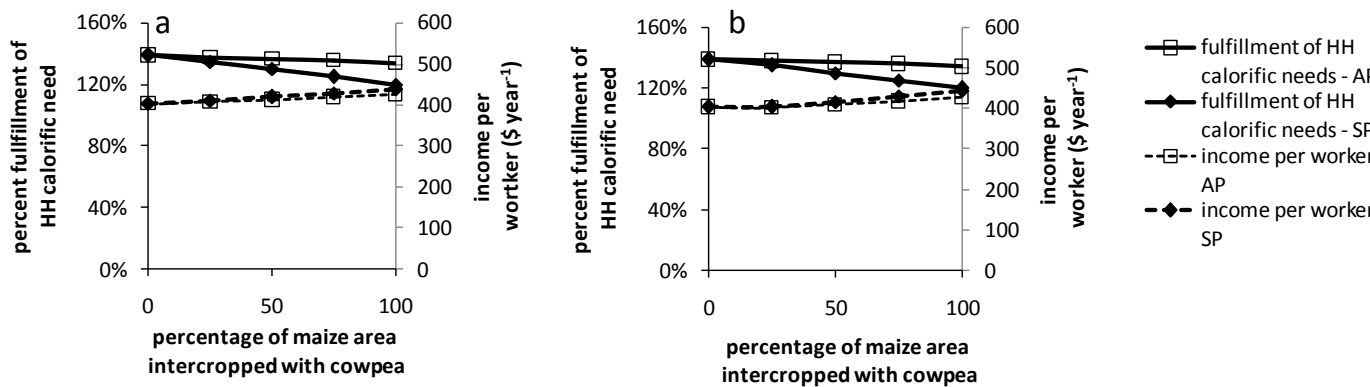 a
percent fullfillment of
HH calorific need
160%
120%
80%
40%
0%
600
500
400
300
200
100
0
income per
wortker ($ year-1)
0 50 100
percentage of maize area
intercropped with cowpea
b
percent fulfillment of
HH calorific need
160%
120%
80%
40%
0%
600
500
400
300
200
100
0
income per
worker ($ year-1)
0 50 100
percentage of maize area
intercropped with cowpea
fulfillment of HH
calorific needs - AP
fulfillment of HH
calorific needs - SP
income per worker
AP
income per worker
SP